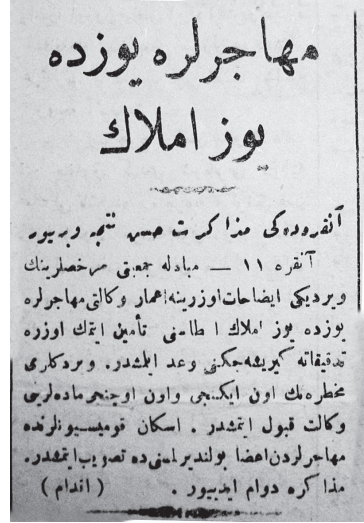 مهاجرلره یوزده
یوز املاك
آنقره‌ده‌كی مذاكرات حسن نتیجه ویریور
آنقره ١١ — مبادله جمعیتی مرخصلرینك
ویردیكی ایضاحات اوزرینه اعمار وكالتی مهاجرلره
یوزده یوز املاك اعطاسنی تأمین ایتمك اوزره
تدقیقاته كیریشه‌جكنی وعد ایلمشدر. ویردكلری
مخطره‌نك اون ایكنجی واون اوچنجی ماده‌لرینی
وكالت قبول ایتمشدر. اسكان قومیسیونلرنده
مهاجرلردن اعضا بولندیرلمسنی‌ده تصویب ایتمشدر.
مذاكره دوام ایدییور. (اقدام)